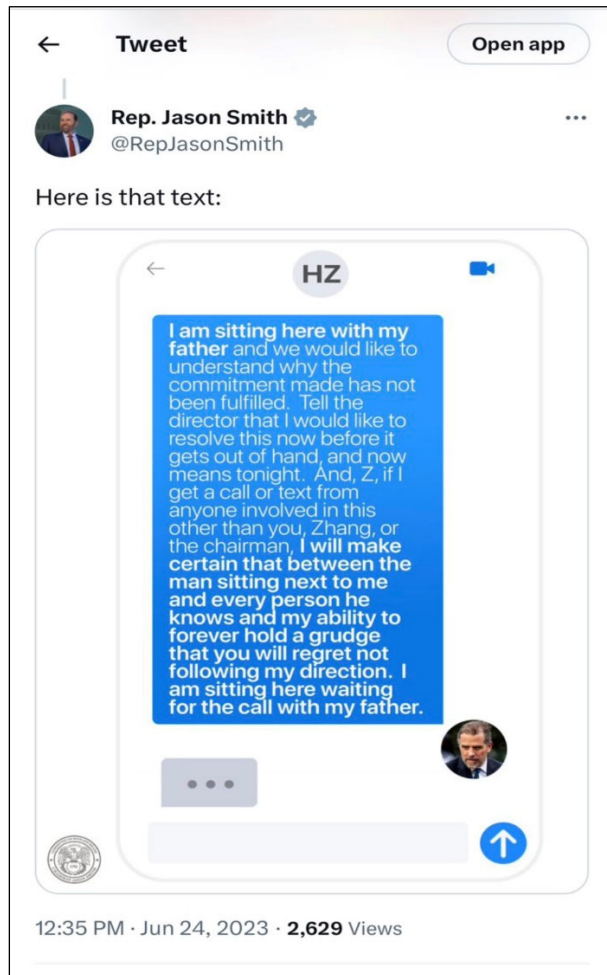 Tweet
Open app
Rep. Jason Smith
@RepJasonSmith
Here is that text:
HZ
I am sitting here with my
father and we would like to
understand why the
commitment made has not
been fulfilled. Tell the
director that I would like to
resolve this now before it
gets out of hand, and now
means tonight. And, Z, if I
get a call or text from
anyone involved in this
other than you, Zhang, or
the chairman, I will make
certain that between the
man sitting next to me
and every person he
knows and my ability to
forever hold a grudge
that you will regret not
following my direction. I
am sitting here waiting
for the call with my father.
12:35 PM · Jun 24, 2023 · 2,629 Views